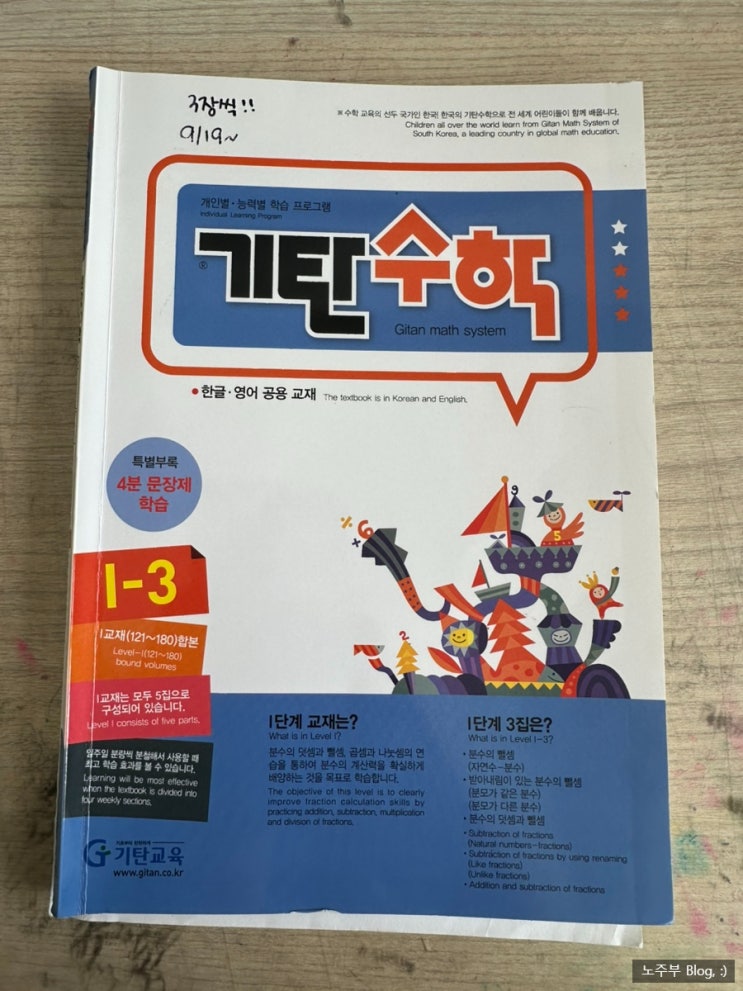 3장씩!!
9/19~
※ 수학 교육의 선두 국가인 한국! 한국의 기탄수학으로 전 세계 어린이들이 함께 배웁니다.
Children all over the world learn from Gitan Math System of
South Korea, a leading country in global math education.
개인별·능력별 학습 프로그램
Individual Learning Program
기탄수학
®
Gitan math system
• 한글·영어 공용 교재 The textbook is in Korean and English.
특별부록
4분 문장제
학습
I-3
I교재(121~180)합본
Level-I(121~180)
bound volumes
I교재는 모두 5집으로
구성되어 있습니다.
Level I consists of five parts.
일주일 분량씩 분철해서 사용할 때
최고 학습 효과를 볼 수 있습니다.
Learning will be most effective
when the textbook is divided into
four weekly sections.
기탄교육
www.gitan.co.kr
6
9
5
2
I단계 교재는?
What is in Level I?
분수의 덧셈과 뺄셈, 곱셈과 나눗셈의 연
습을 통하여 분수의 계산력을 확실하게
배양하는 것을 목표로 학습합니다.
The objective of this level is to clearly
improve fraction calculation skills by
practicing addition, subtraction, multiplication
and division of fractions.
I단계 3집은?
What is in Level I-3?
• 분수의 뺄셈
(자연수-분수)
• 받아내림이 있는 분수의 뺄셈
(분모가 같은 분수)
(분모가 다른 분수)
• 분수의 덧셈과 뺄셈
• Subtraction of fractions
(Natural numbers-fractions)
• Subtraction of fractions by using renaming
(Like fractions)
(Unlike fractions)
• Addition and subtraction of fractions
노주부 Blog, :)